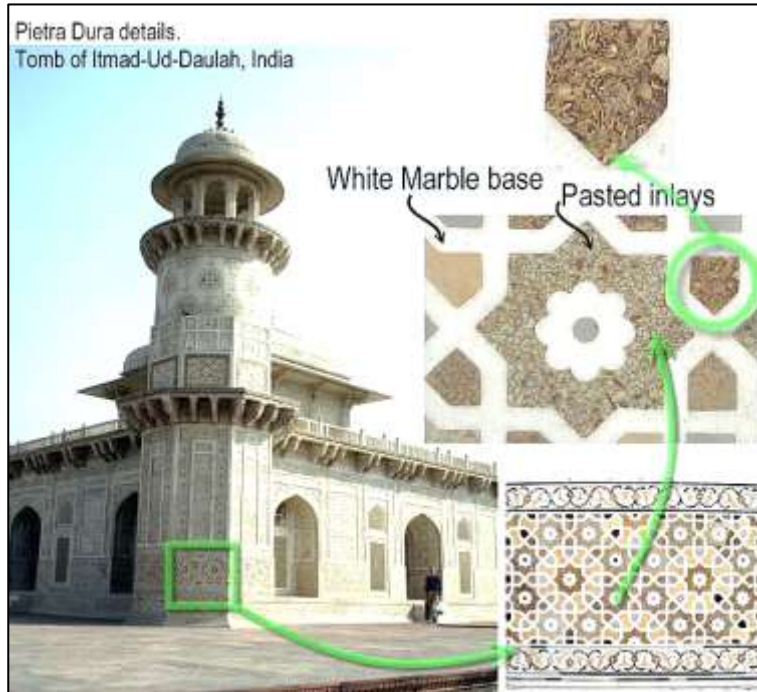 Pietra Dura details.
Tomb of Itmad-Ud-Daulah, India
White Marble base
Pasted inlays